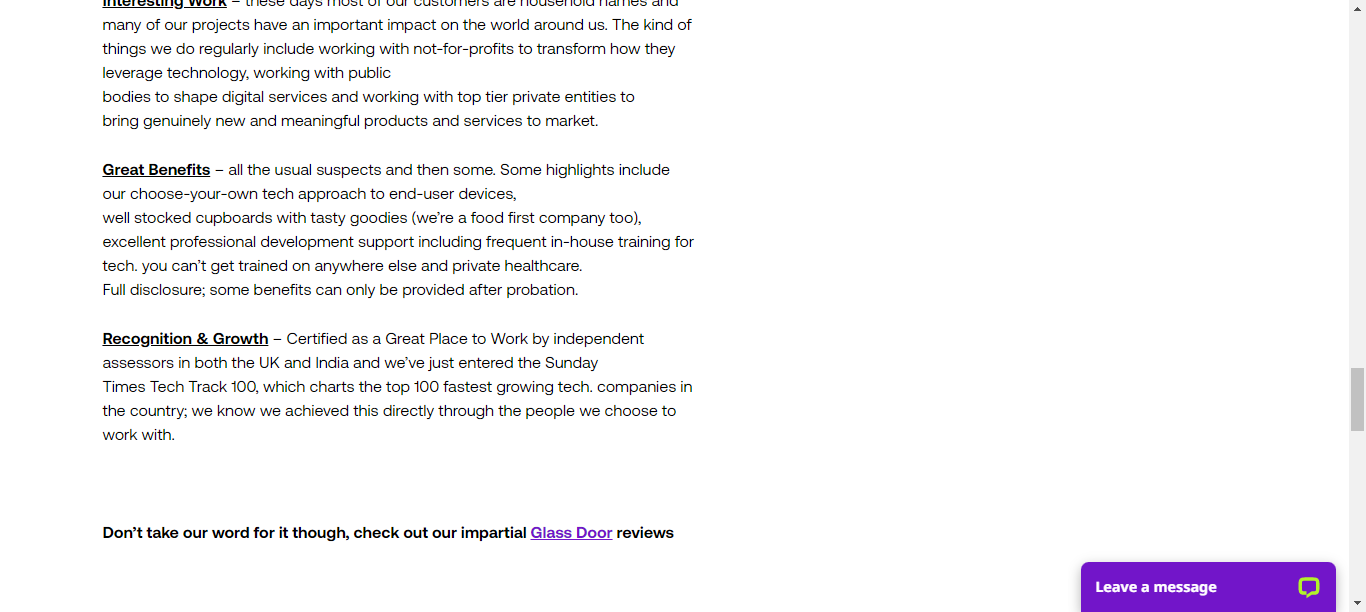 Interesting Work – these days most of our customers are household names and
many of our projects have an important impact on the world around us. The kind of
things we do regularly include working with not-for-profits to transform how they
leverage technology, working with public
bodies to shape digital services and working with top tier private entities to
bring genuinely new and meaningful products and services to market.
Great Benefits – all the usual suspects and then some. Some highlights include
our choose-your-own tech approach to end-user devices,
well stocked cupboards with tasty goodies (we’re a food first company too),
excellent professional development support including frequent in-house training for
tech. you can’t get trained on anywhere else and private healthcare.
Full disclosure; some benefits can only be provided after probation.
Recognition & Growth – Certified as a Great Place to Work by independent
assessors in both the UK and India and we’ve just entered the Sunday
Times Tech Track 100, which charts the top 100 fastest growing tech. companies in
the country; we know we achieved this directly through the people we choose to
work with.
Don’t take our word for it though, check out our impartial Glass Door reviews
Leave a message